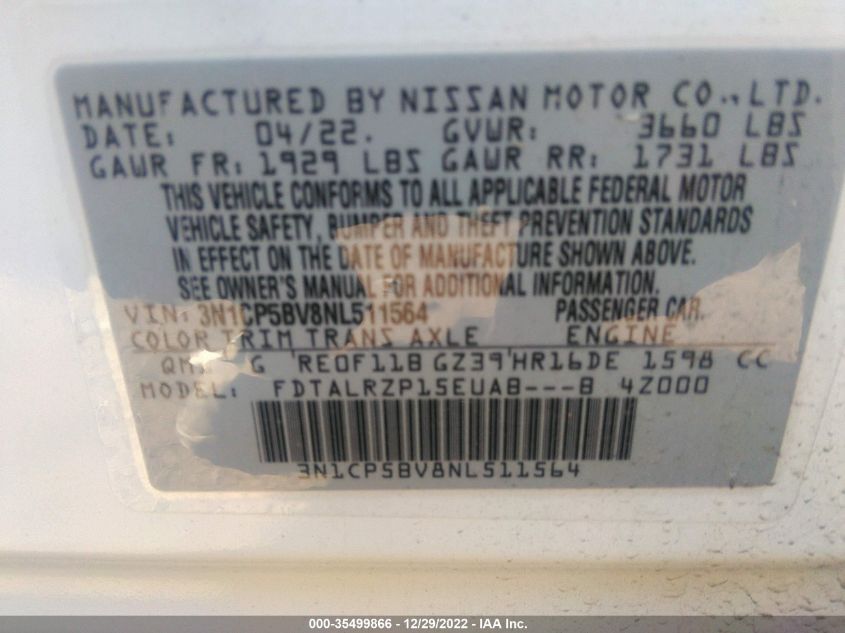 MANUFACTURED BY NISSAN MOTOR CO., LTD.
DATE: 04/22. GVWR: 3660 LBS
GAWR FR: 1929 LBS GAWR RR: 1731 LBS
THIS VEHICLE CONFORMS TO ALL APPLICABLE FEDERAL MOTOR
VEHICLE SAFETY, BUMPER AND THEFT PREVENTION STANDARDS
IN EFFECT ON THE DATE OF MANUFACTURE SHOWN ABOVE.
SEE OWNER'S MANUAL FOR ADDITIONAL INFORMATION.
VIN: 3N1CP5BV8NL511564 PASSENGER CAR.
COLOR TRIM TRANS AXLE ENGINE
QM1 G RE0F11B GZ39 HR16DE 1598 CC
MODEL: FDTALRZP15EUAB---B 4Z000
3N1CP5BV8NL511564
000-35499866 - 12/29/2022 - IAA Inc.